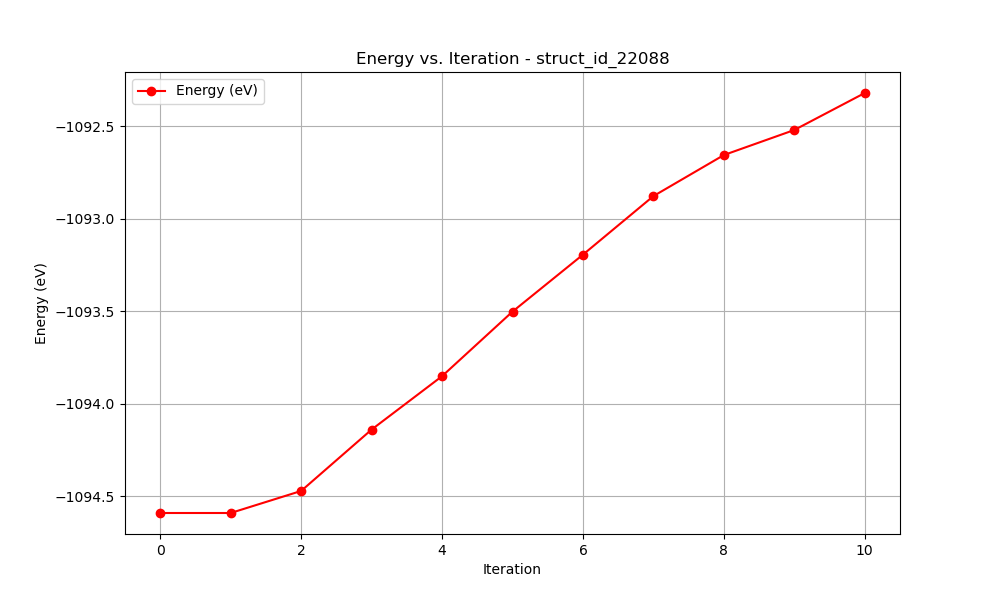 Energy vs. Iteration - struct_id_22088
Energy (eV)
−1092.5
−1093.0
−1093.5
−1094.0
−1094.5
Energy (eV)
0 2 4 6 8 10
Iteration